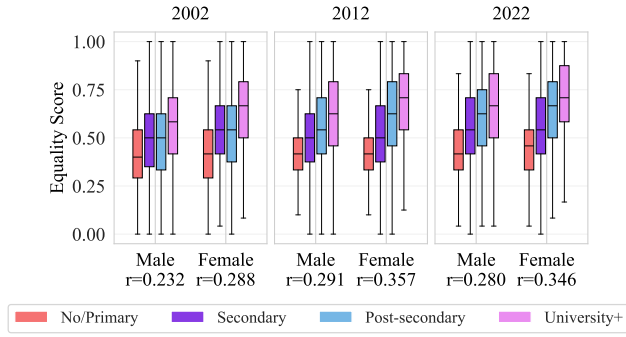 2002 2012 2022
1.00
0.75
0.50
0.25
0.00
Equality Score
Male Female Male Female Male Female
r=0.232 r=0.288 r=0.291 r=0.357 r=0.280 r=0.346
No/Primary Secondary Post-secondary University+